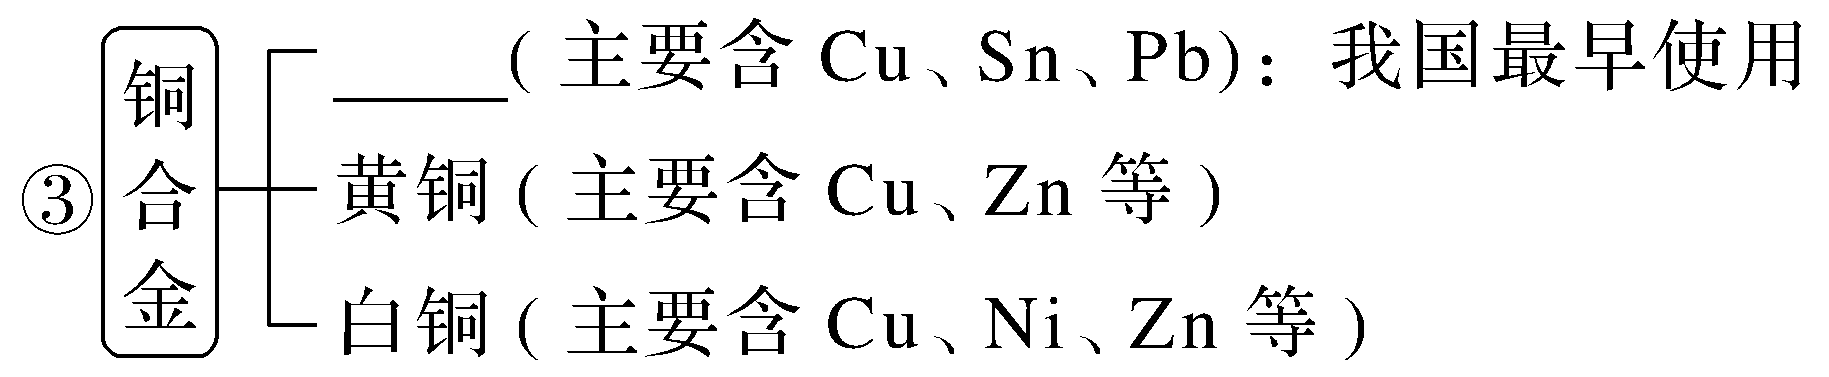 ③
铜合金
______(主要含 Cu、Sn、Pb)：我国最早使用
黄铜(主要含 Cu、Zn 等)
白铜(主要含 Cu、Ni、Zn 等)